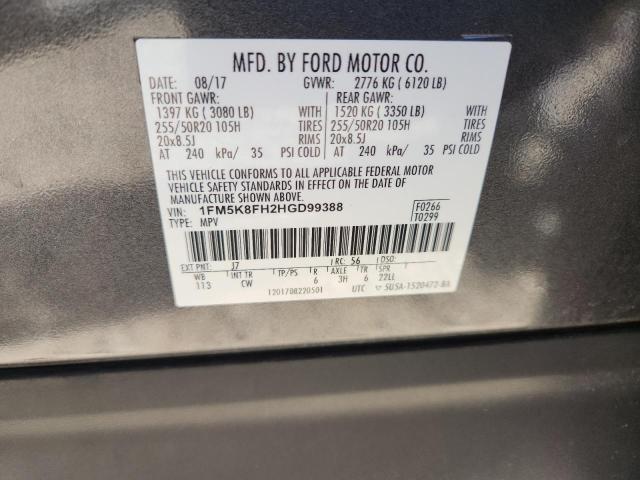 MFD. BY FORD MOTOR CO.
DATE: 08/17 GVWR: 2776 KG ( 6120 LB)
FRONT GAWR: REAR GAWR:
1397 KG ( 3080 LB) WITH 1520 KG ( 3350 LB) WITH
255/50R20 105H TIRES 255/50R20 105H TIRES
20x8.5J RIMS 20x8.5J RIMS
AT 240 kPa/ 35 PSI COLD AT 240 kPa/ 35 PSI COLD
THIS VEHICLE CONFORMS TO ALL APPLICABLE FEDERAL MOTOR
VEHICLE SAFETY STANDARDS IN EFFECT ON THE DATE OF
MANUFACTURE SHOWN ABOVE.
VIN: 1FM5K8FH2HGD99388 F0266
TYPE: MPV T0299
EXT PNT: J7 RC: 56 DSO:
WB INT TR TP/PS R AXLE TR SPR
113 CW 6 3H 6 22LL
1201708220501 UTC ▽ 5USA-1520472-BA